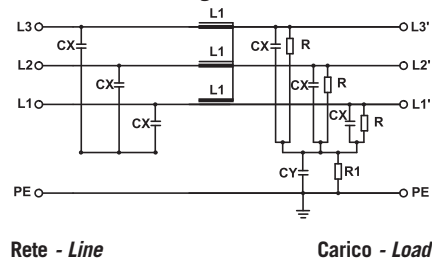 L1
L3 L3'
CX CX R
L1
L2 L2'
CX CX R
L1
L1 L1'
CX CX R
CY R1
PE PE
Rete - Line Carico - Load